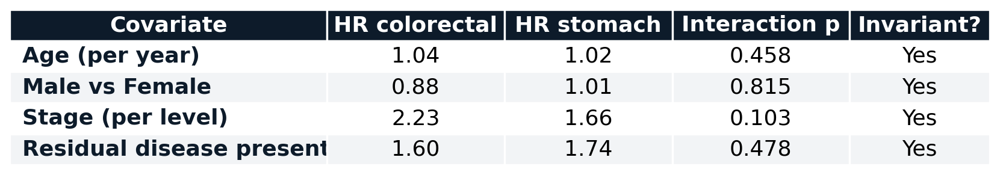 Covariate HR colorectal HR stomach Interaction p Invariant?
Age (per year) 1.04 1.02 0.458 Yes
Male vs Female 0.88 1.01 0.815 Yes
Stage (per level) 2.23 1.66 0.103 Yes
Residual disease present 1.60 1.74 0.478 Yes